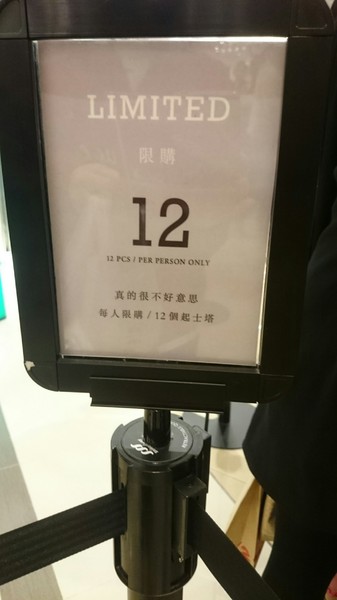 LIMITED
限購
12
12 PCS / PER PERSON ONLY
真的很不好意思
每人限購 / 12 個起士塔